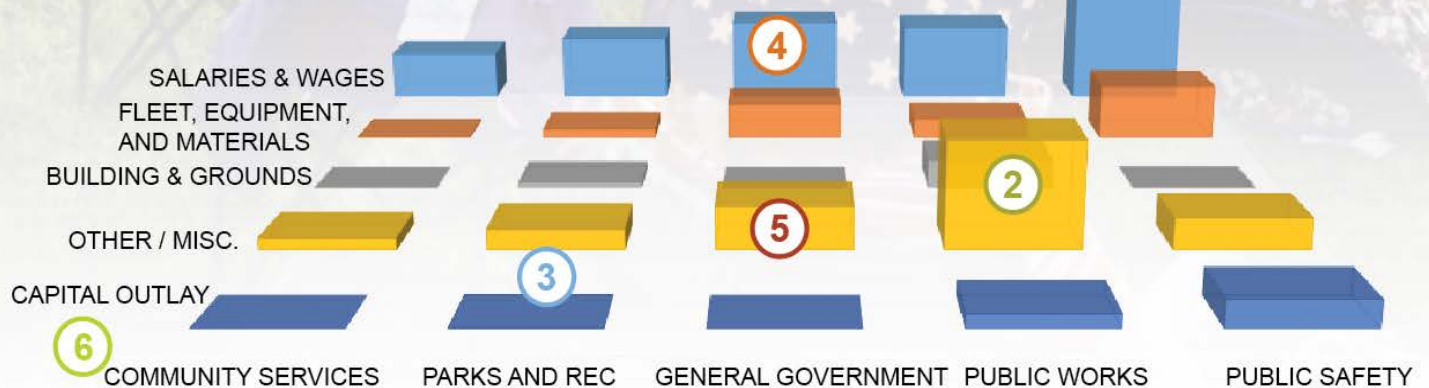 4
SALARIES & WAGES
FLEET, EQUIPMENT,
AND MATERIALS
BUILDING & GROUNDS
2
5
OTHER / MISC.
3
CAPITAL OUTLAY
6
COMMUNITY SERVICES PARKS AND REC GENERAL GOVERNMENT PUBLIC WORKS PUBLIC SAFETY